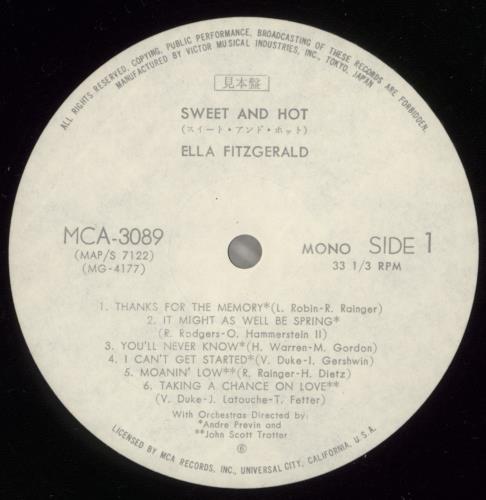 ALL RIGHTS RESERVED. COPYING, PUBLIC PERFORMANCE, BROADCASTING OF THESE RECORDS ARE FORBIDDEN.
MANUFACTURED BY VICTOR MUSICAL INDUSTRIES, INC., TOKYO, JAPAN
見本盤
SWEET AND HOT
(スイート・アンド・ホット)
ELLA FITZGERALD
MCA-3089
(MAP/S 7122)
(MG-4177)
MONO SIDE 1
33 1/3 RPM
1. THANKS FOR THE MEMORY*(L. Robin-R. Rainger)
2. IT MIGHT AS WELL BE SPRING*
(R. Rodgers-O. Hammerstein II)
3. YOU'LL NEVER KNOW*(H. Warren-M. Gordon)
4. I CAN'T GET STARTED*(V. Duke-I. Gershwin)
5. MOANIN' LOW**(R. Rainger-H. Dietz)
6. TAKING A CHANCE ON LOVE**
(V. Duke-J. Latouche-T. Fetter)
With Orchestras Directed by:
*Andre Previn and
**John Scott Trotter
⑥
LICENSED BY MCA RECORDS, INC., UNIVERSAL CITY, CALIFORNIA, U.S.A.